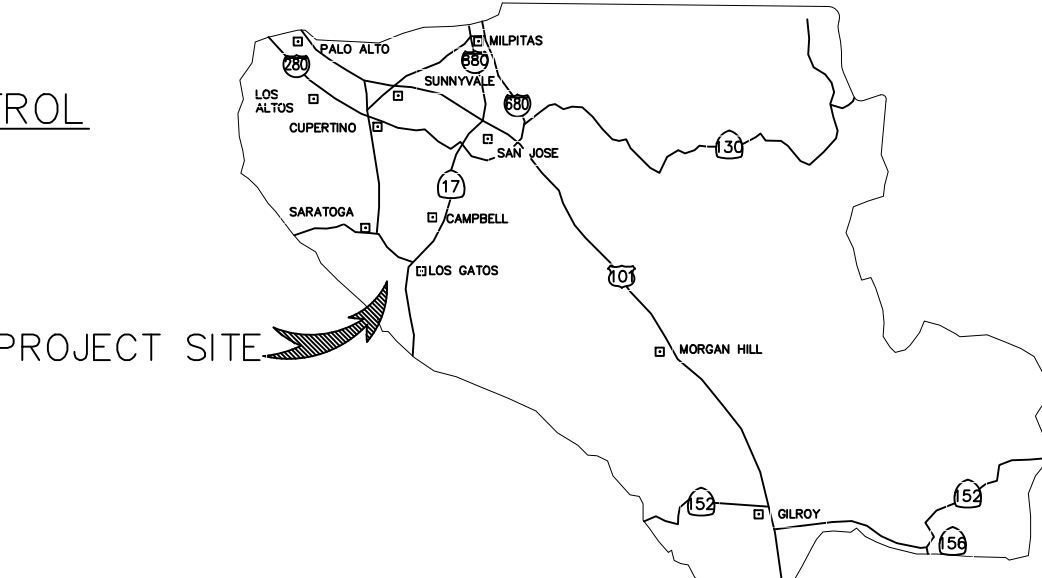 TROL
PALO ALTO
MILPITAS
280
880
SUNNYVALE
LOS
ALTOS
680
CUPERTINO
SAN JOSE
130
17
SARATOGA
CAMPBELL
LOS GATOS
101
PROJECT SITE
MORGAN HILL
152
GILROY
152
156